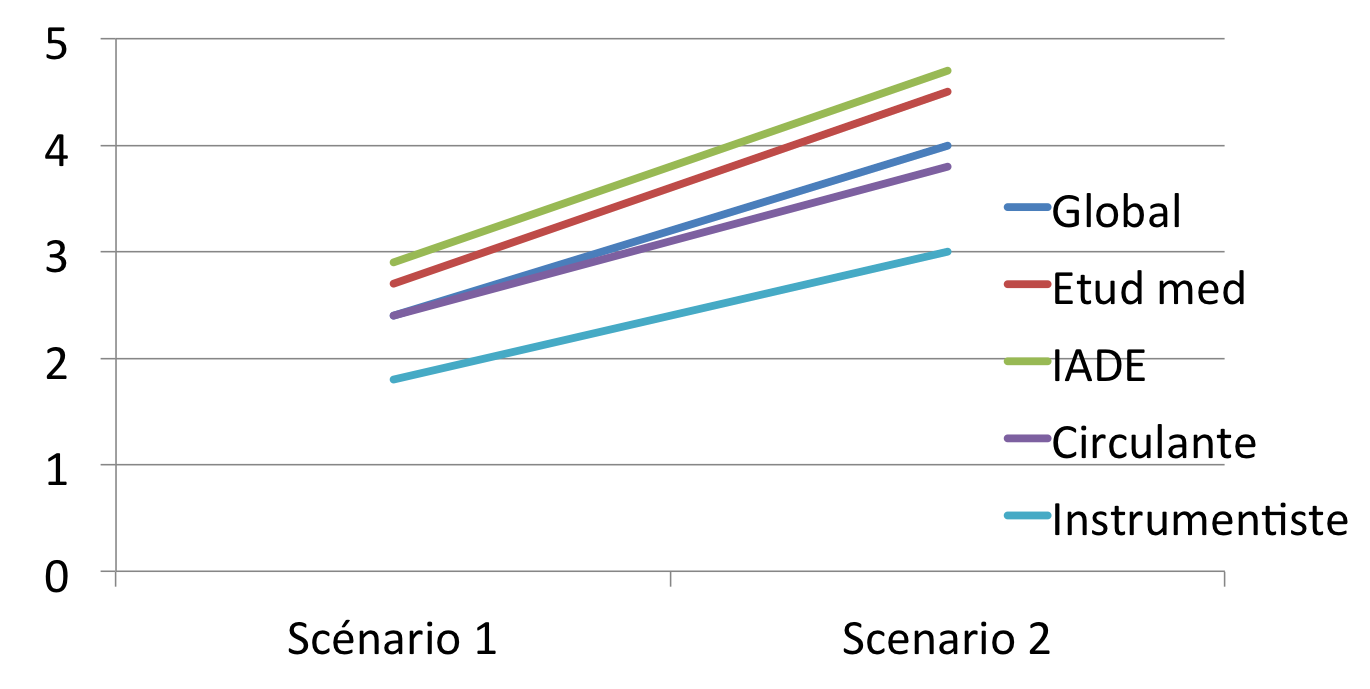 5
4
3
2
1
0
Scénario 1
Scenario 2
Global
Etud med
IADE
Circulante
Instrumentiste